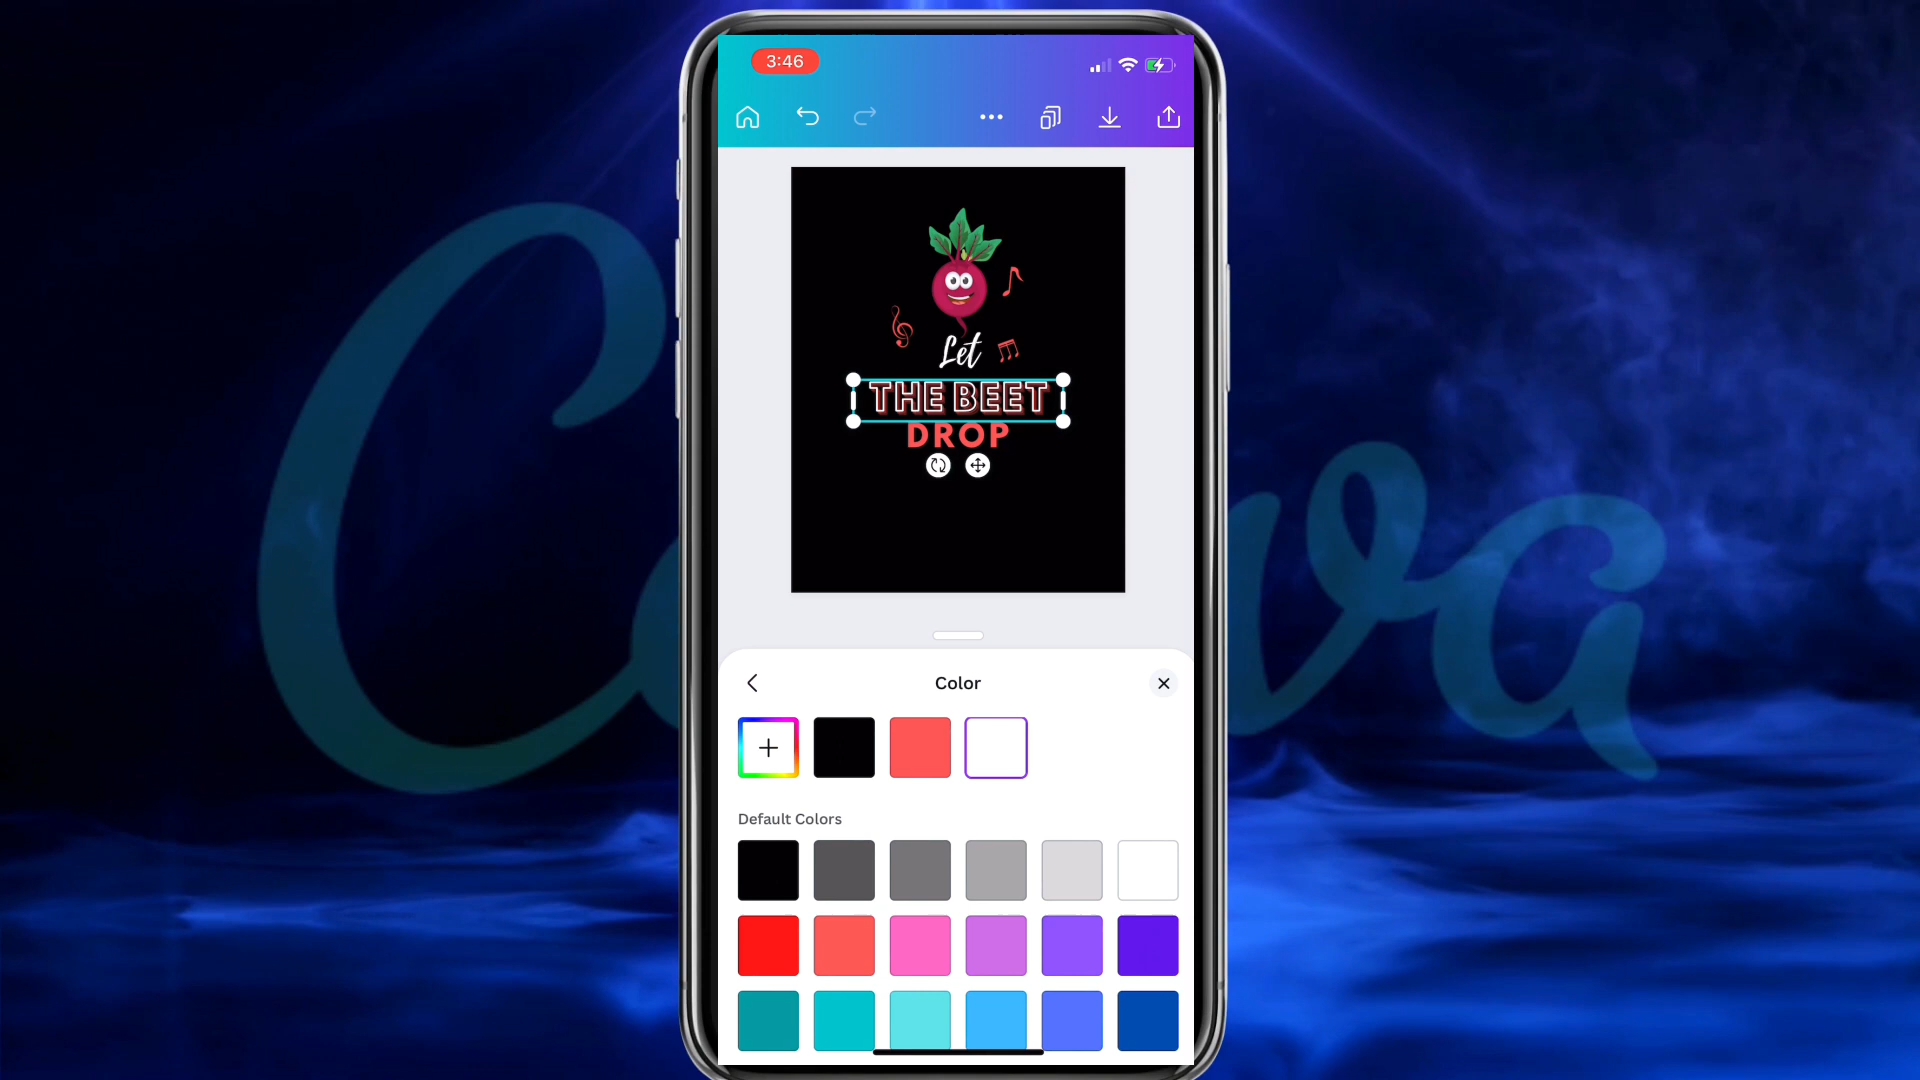 3:46
Let
THE BEET
DROP
Color
Default Colors
Canva